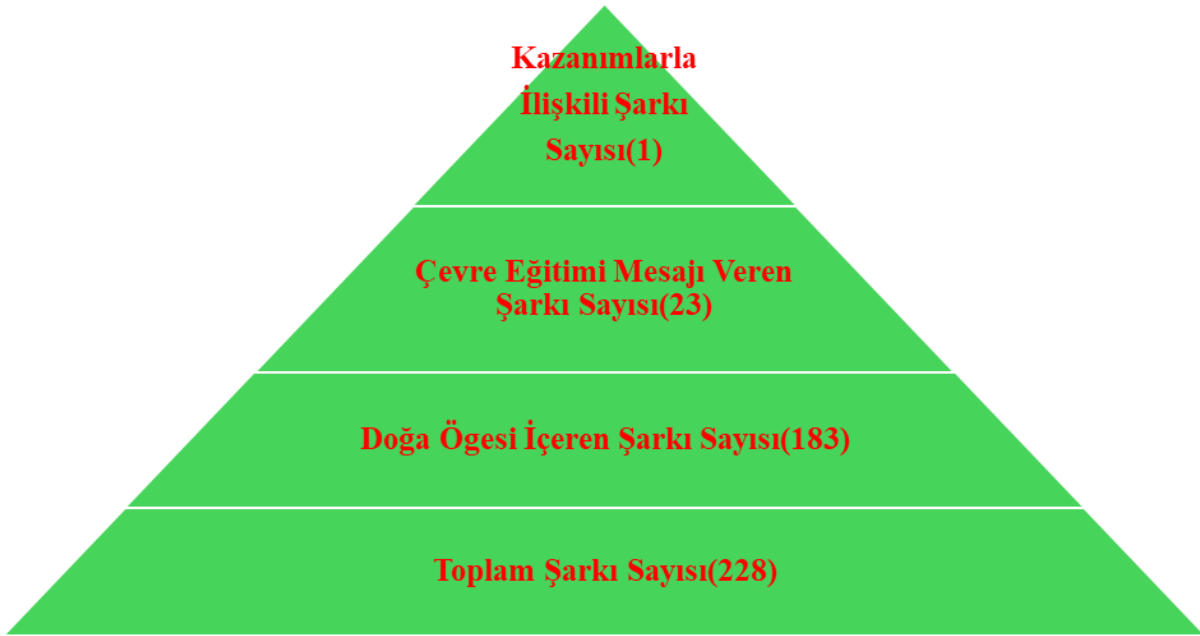 Kazanımlarla
İlişkili Şarkı
Sayısı(1)
Çevre Eğitimi Mesajı Veren
Şarkı Sayısı(23)
Doğa Ögesi İçeren Şarkı Sayısı(183)
Toplam Şarkı Sayısı(228)